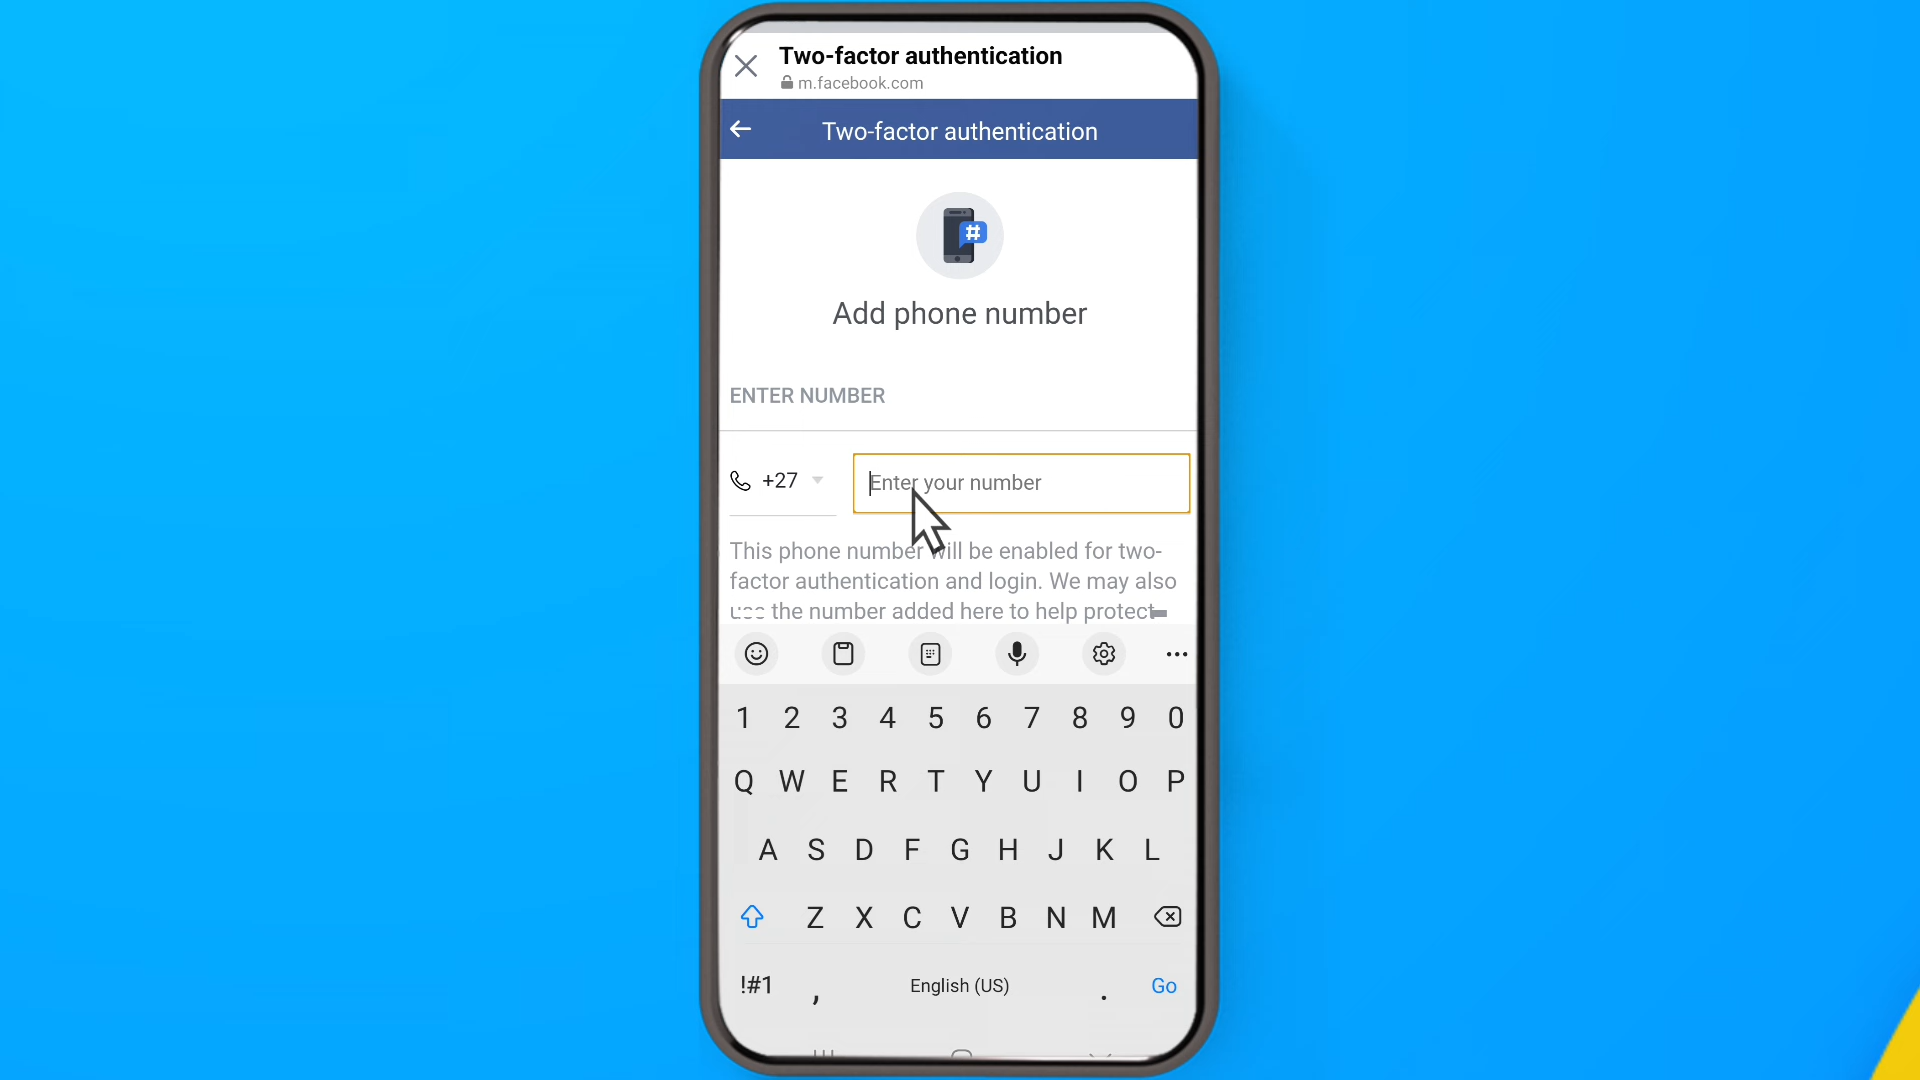 Two-factor authentication
m.facebook.com
Two-factor authentication
#
Add phone number
ENTER NUMBER
+27
Enter your number
This phone number will be enabled for two-
factor authentication and login. We may also
use the number added here to help protect
1 2 3 4 5 6 7 8 9 0
Q W E R T Y U I O P
A S D F G H J K L
Z X C V B N M
!#1 , English (US) . Go